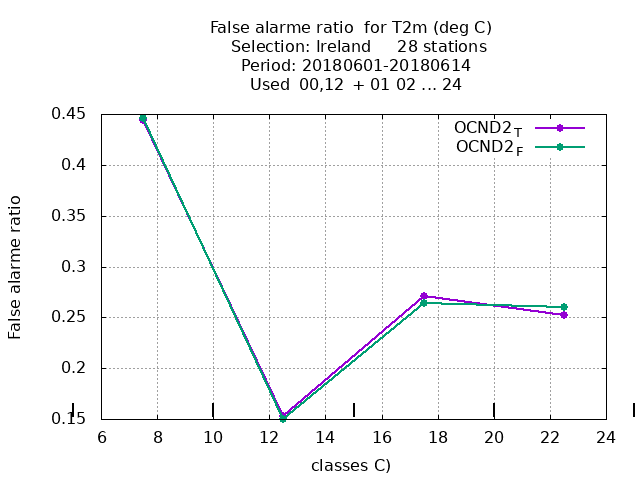 False alarme ratio  for T2m (deg C)
Selection: Ireland     28 stations
Period: 20180601-20180614
Used  00,12  + 01 02 ... 24
OCND2T
OCND2F
0.45
0.4
0.35
0.3
0.25
0.2
0.15
False alarme ratio
6 8 10 12 14 16 18 20 22 24
classes C)